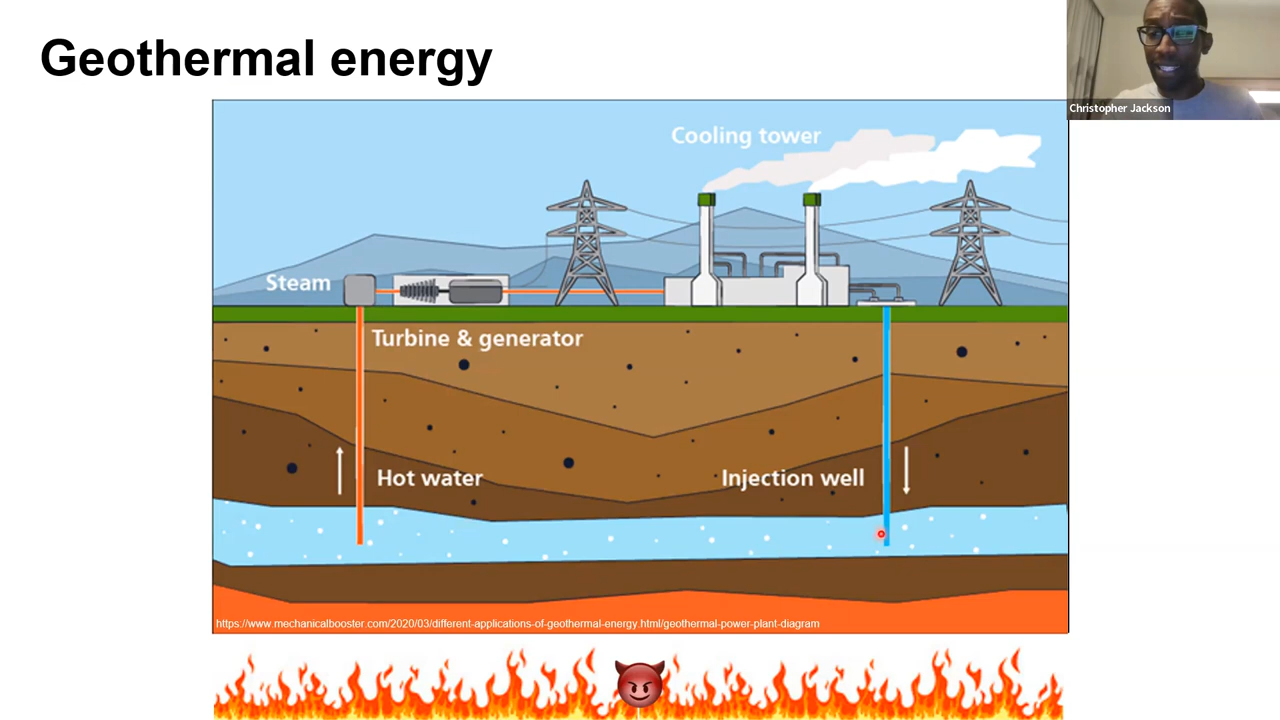 Geothermal energy
Christopher Jackson
Cooling tower
Steam
Turbine & generator
Hot water
Injection well
https://www.mechanicalbooster.com/2020/03/different-applications-of-geothermal-energy.html/geothermal-power-plant-diagram